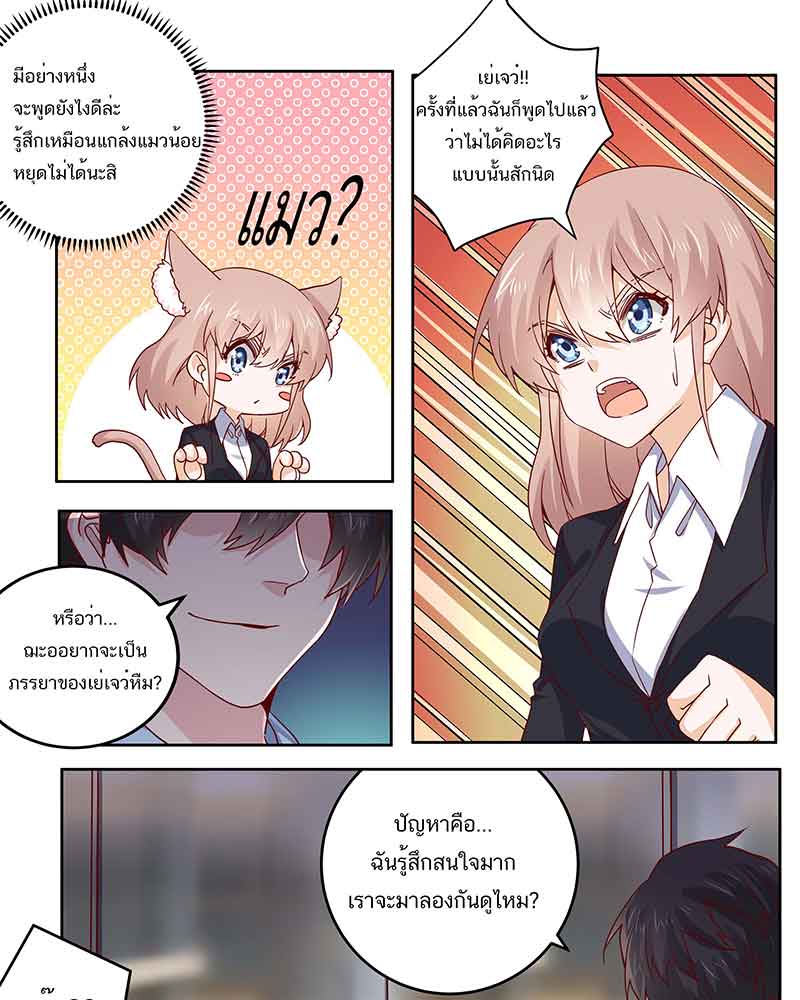 มีอย่างหนึ่ง
จะพูดยังไงดีล่ะ
รู้สึกเหมือนแกล้งแมวน้อย
หยุดไม่ได้นะสิ
แมว?
เย่เจว๋!!
ครั้งที่แล้วฉันก็พูดไปแล้ว
ว่าไม่ได้คิดอะไร
แบบนั้นสักนิด
หรือว่า...
ฌะออยากจะเป็น
ภรรยาของเย่เจว๋หืม?
ปัญหาคือ...
ฉันรู้สึกสนใจมาก
เราจะมาลองกันดูไหม?